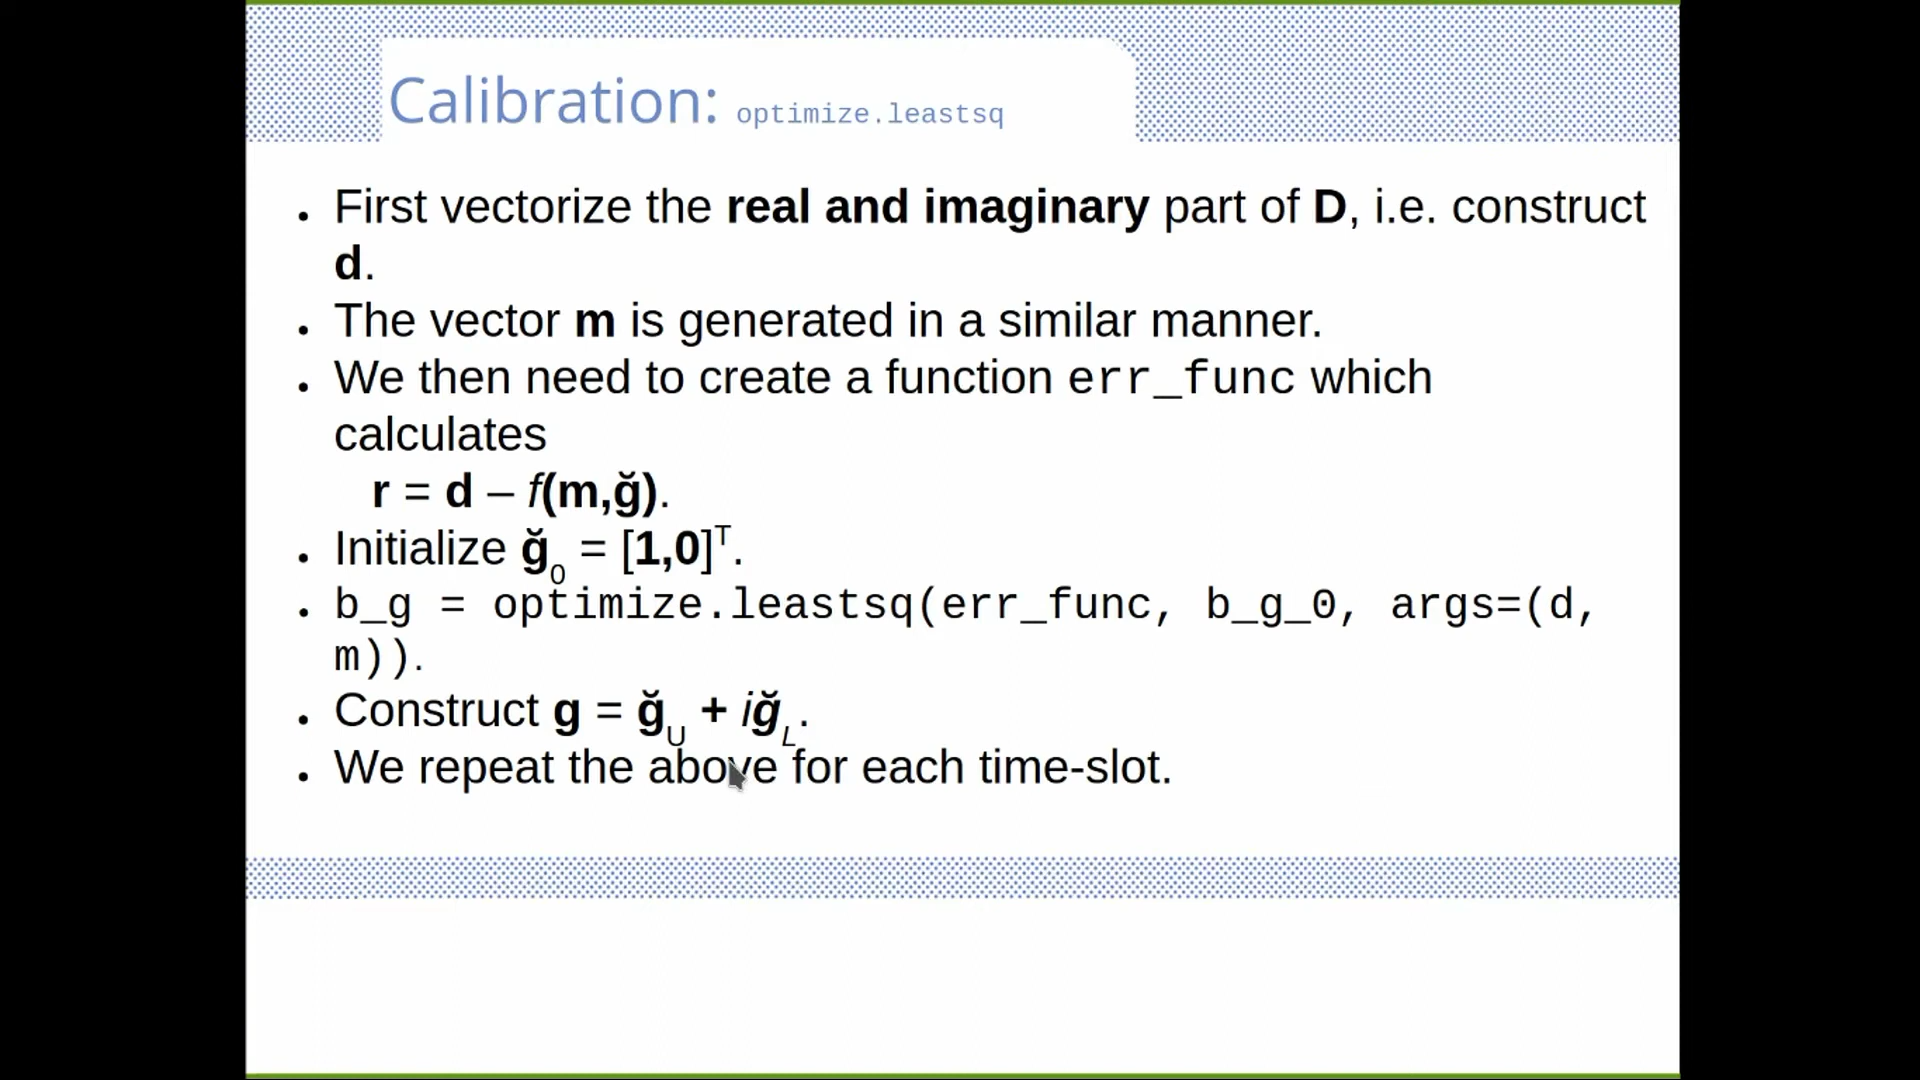 Calibration: optimize.leastsq
• First vectorize the real and imaginary part of D, i.e. construct
d.
• The vector m is generated in a similar manner.
• We then need to create a function err_func which
calculates
r = d – f(m,ğ).
• Initialize ğ₀ = [1,0]ᵀ.
• b_g = optimize.leastsq(err_func, b_g_0, args=(d,
m)).
• Construct g = ğ_U + iğ_L.
• We repeat the above for each time-slot.